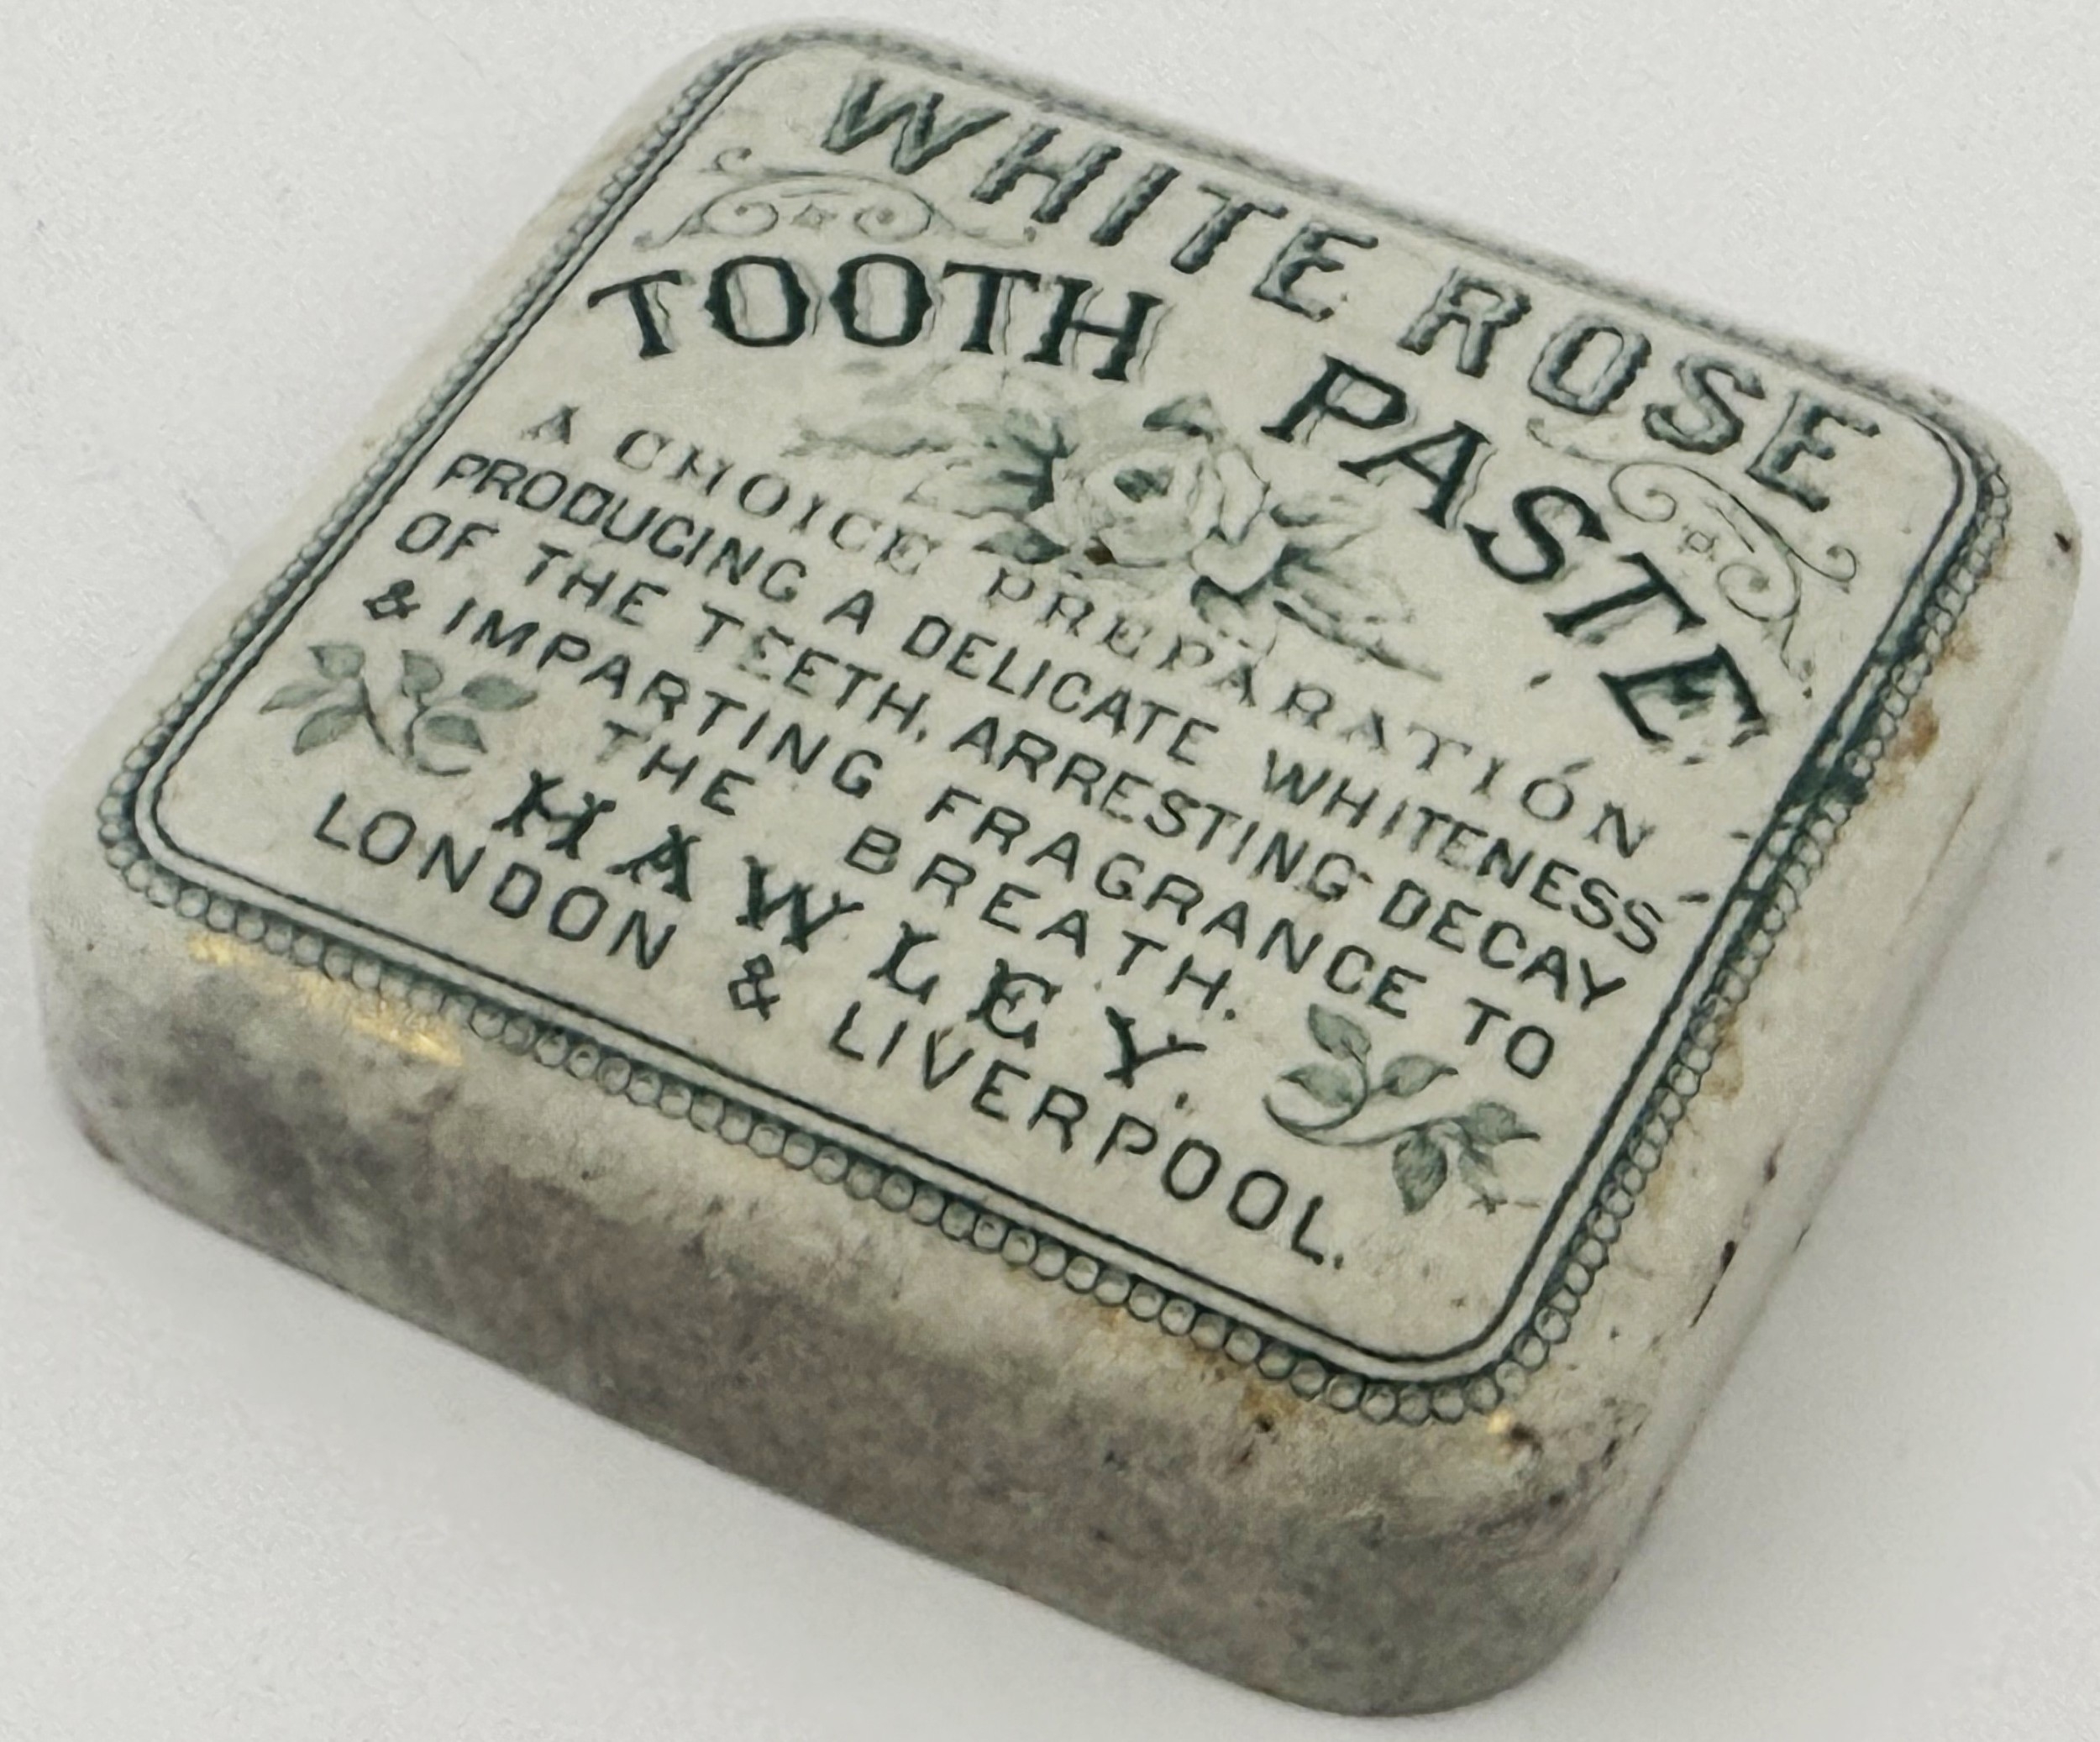 WHITE ROSE
TOOTH PASTE
A CHOICE PREPARATION
PRODUCING A DELICATE WHITENESS
OF THE TEETH, ARRESTING DECAY
& IMPARTING FRAGRANCE TO
THE BREATH.
HAWLEY.
LONDON & LIVERPOOL.